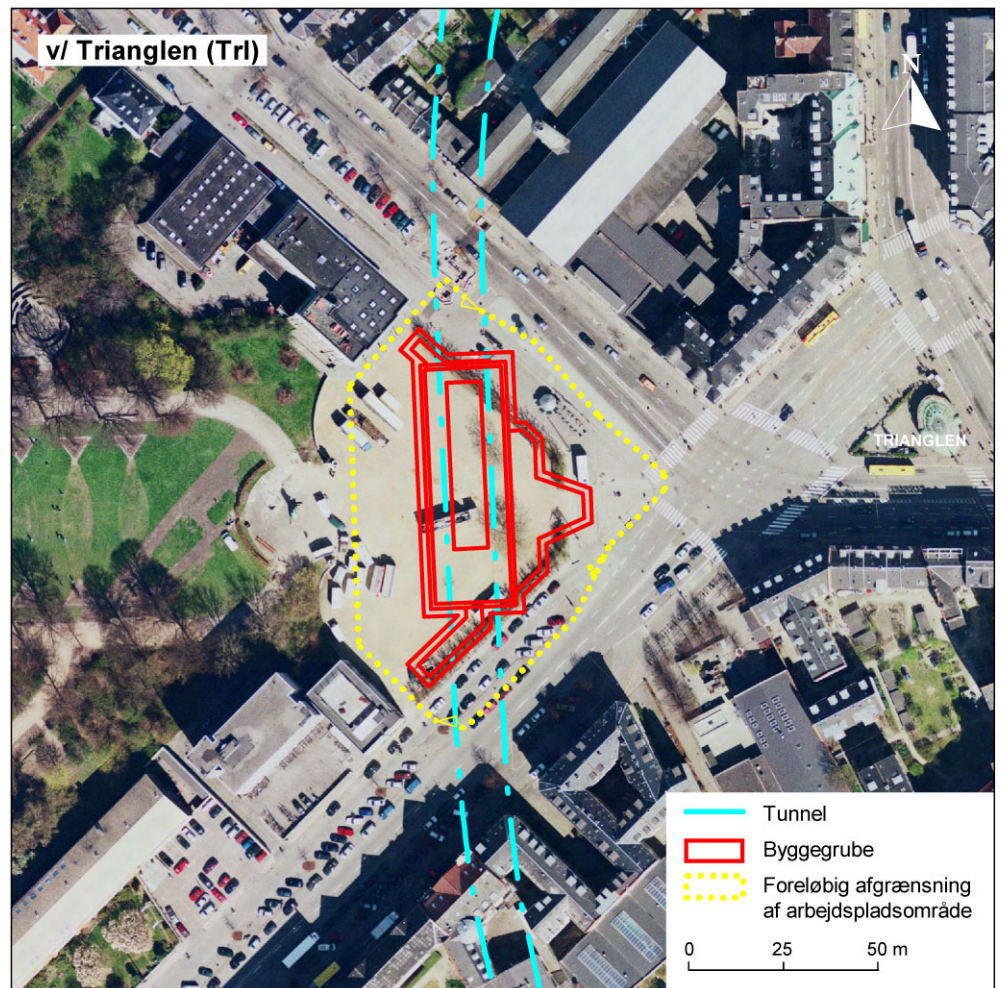 v/ Trianglen (Trl)
N
TRIANGLEN
Tunnel
Byggegrube
Foreløbig afgrænsning
af arbejdspladsområde
0 25 50 m